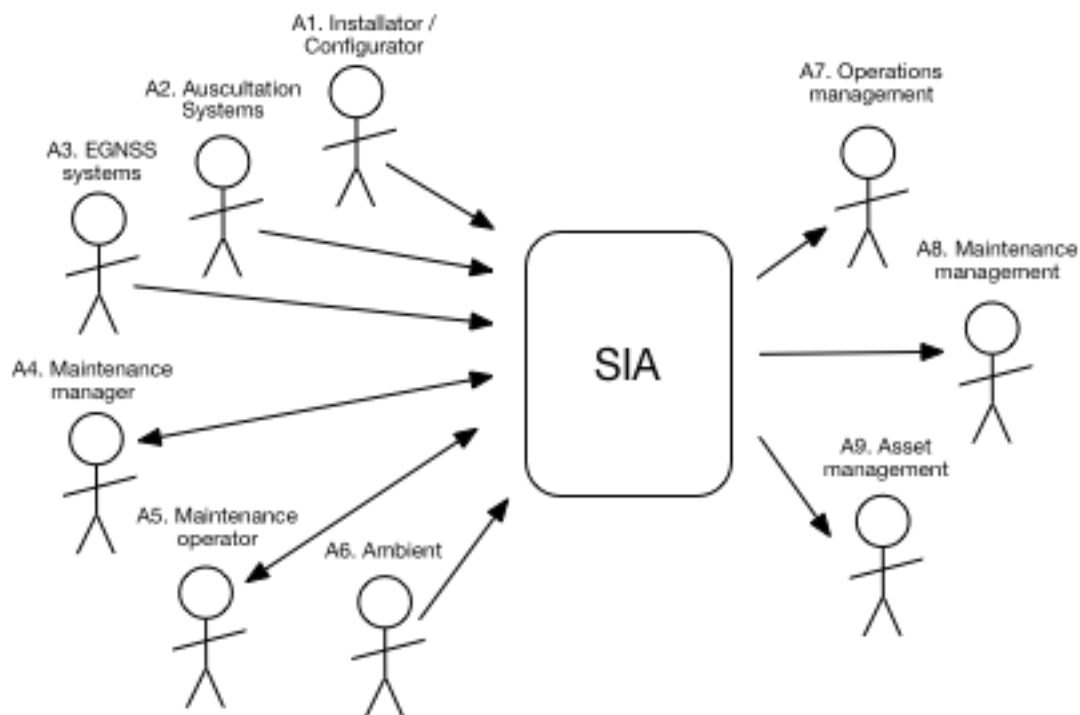 A1. Installator /
Configurator
A2. Auscultation
Systems
A3. EGNSS
systems
A4. Maintenance
manager
A5. Maintenance
operator
A6. Ambient
SIA
A7. Operations
management
A8. Maintenance
management
A9. Asset
management